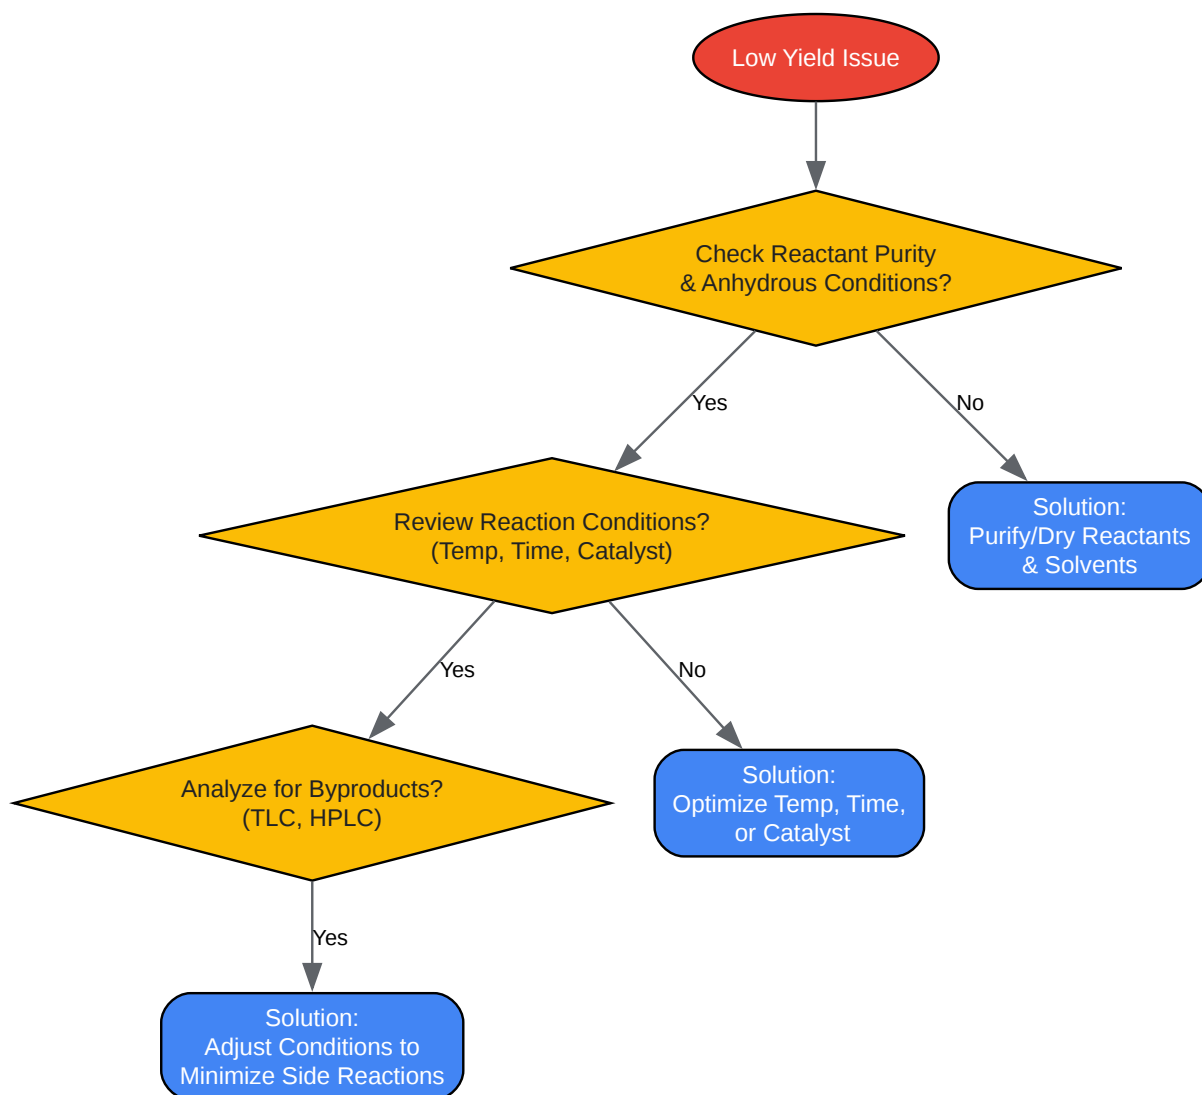 Low Yield Issue
Check Reactant Purity
& Anhydrous Conditions?
Yes
No
Review Reaction Conditions?
(Temp, Time, Catalyst)
Solution:
Purify/Dry Reactants
& Solvents
Yes
No
Analyze for Byproducts?
(TLC, HPLC)
Solution:
Optimize Temp, Time,
or Catalyst
Yes
Solution:
Adjust Conditions to
Minimize Side Reactions